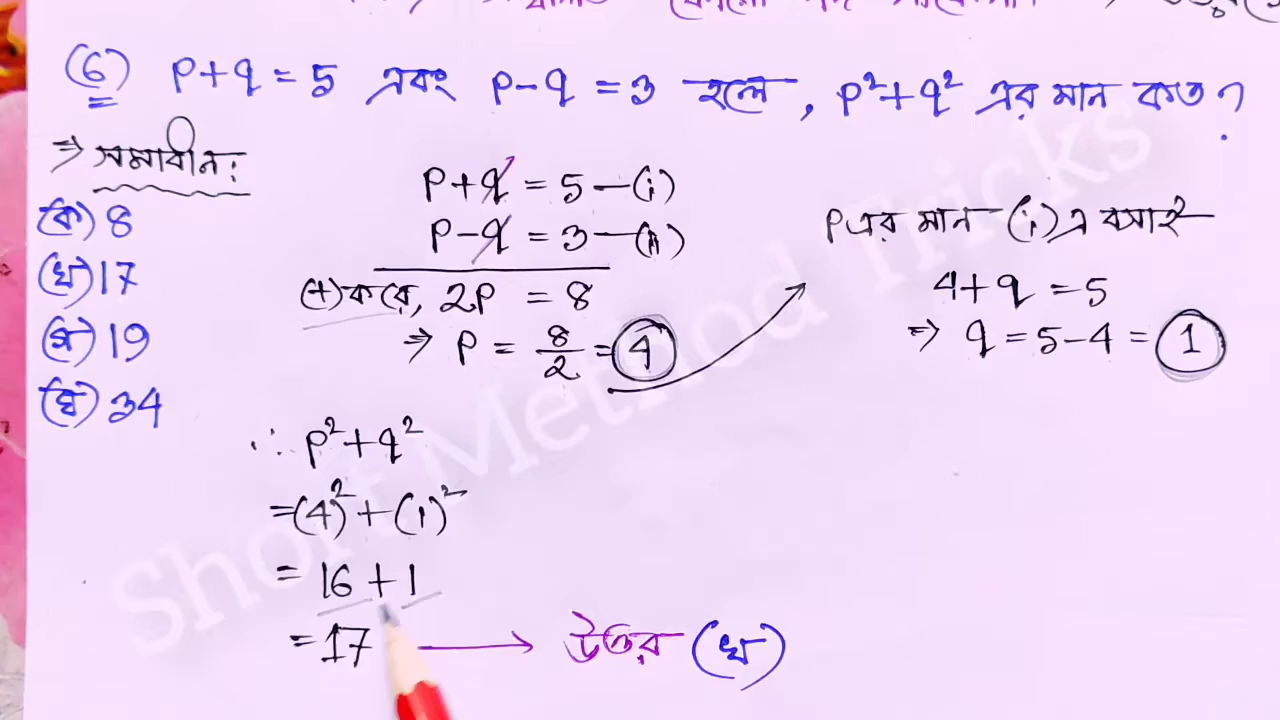 (6) p+q = 5 এবং p-q = 3 হলে, p²+q² এর মান কত?
⇒ সমাধান:
(ক) 8
(খ) 17
(গ) 19
(ঘ) 34
p+q = 5 —(i)
p-q = 3 —(ii)
(+) করে, 2p = 8
⇒ p = 8/2 = 4
p এর মান (i) এ বসাই
4+q = 5
⇒ q = 5-4 = 1
∴ p²+q²
= (4)² + (1)²
= 16 + 1
= 17 → উত্তর (খ)
Short Method Tricks